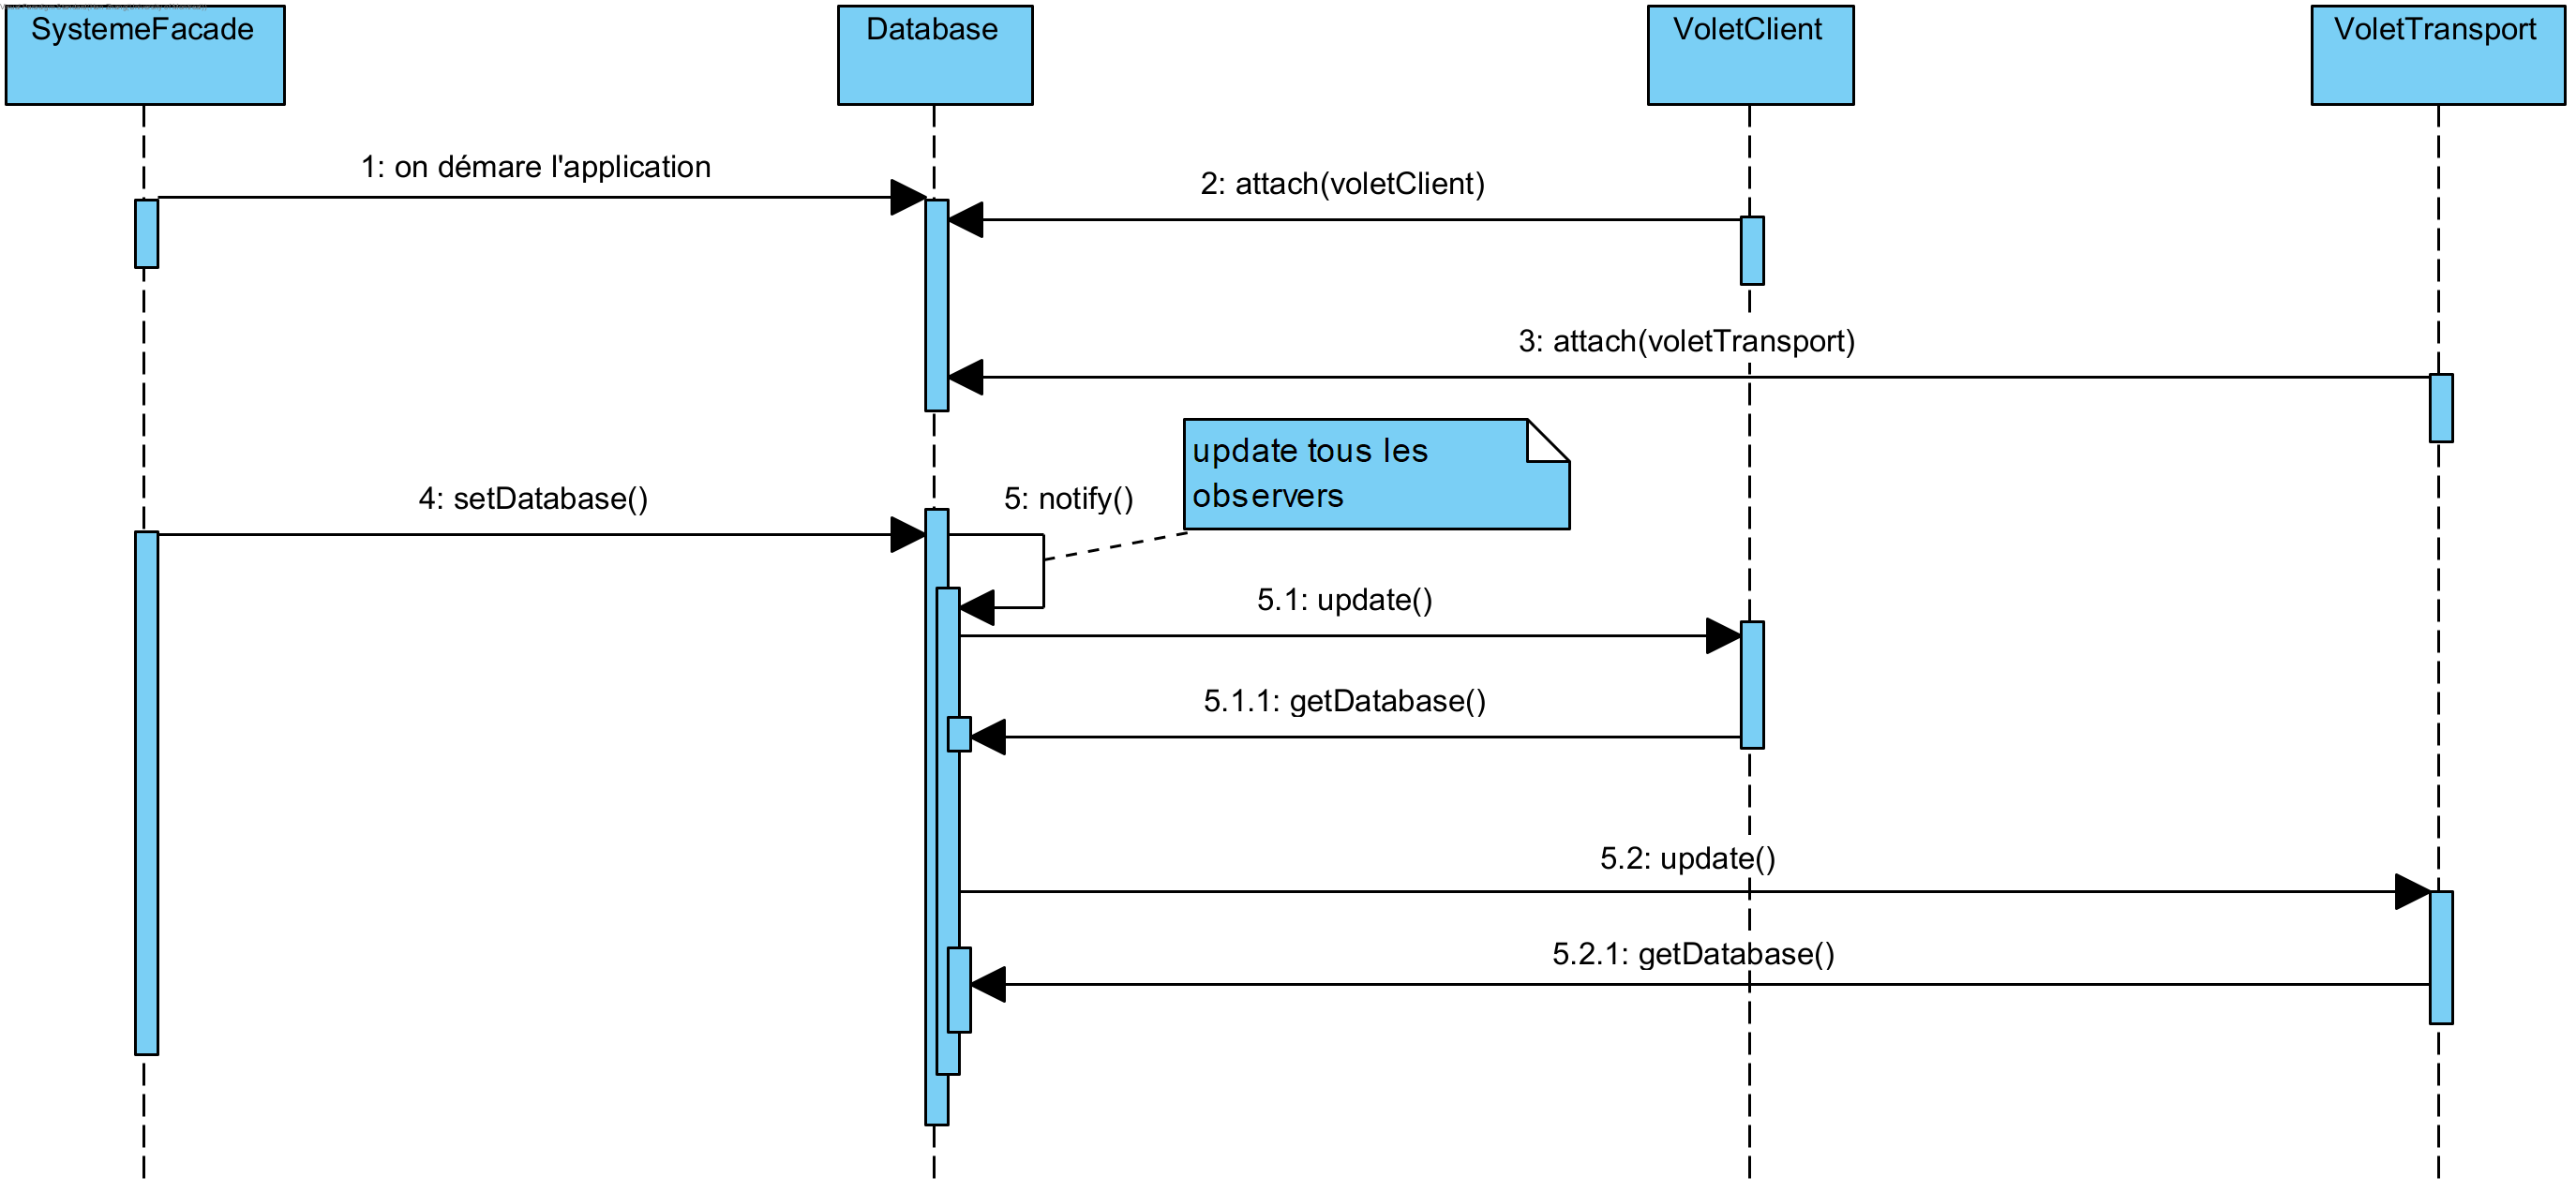 SystemeFacade
Database
VoletClient
VoletTransport
1: on démare l'application
2: attach(voletClient)
3: attach(voletTransport)
update tous les
observers
4: setDatabase()
5: notify()
5.1: update()
5.1.1: getDatabase()
5.2: update()
5.2.1: getDatabase()